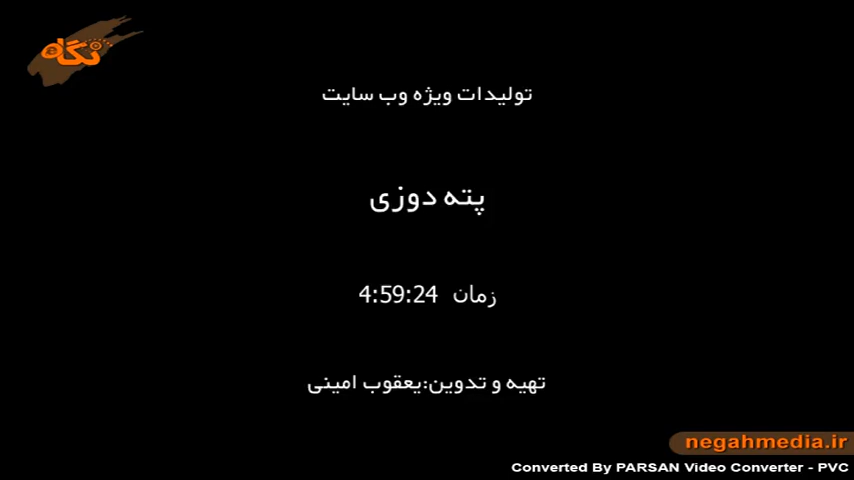 نگاه
تولیدات ویژه وب سایت
پته دوزی
زمان 4:59:24
تهیه و تدوین:یعقوب امینی
negahmedia.ir
Converted By PARSAN Video Converter - PVC